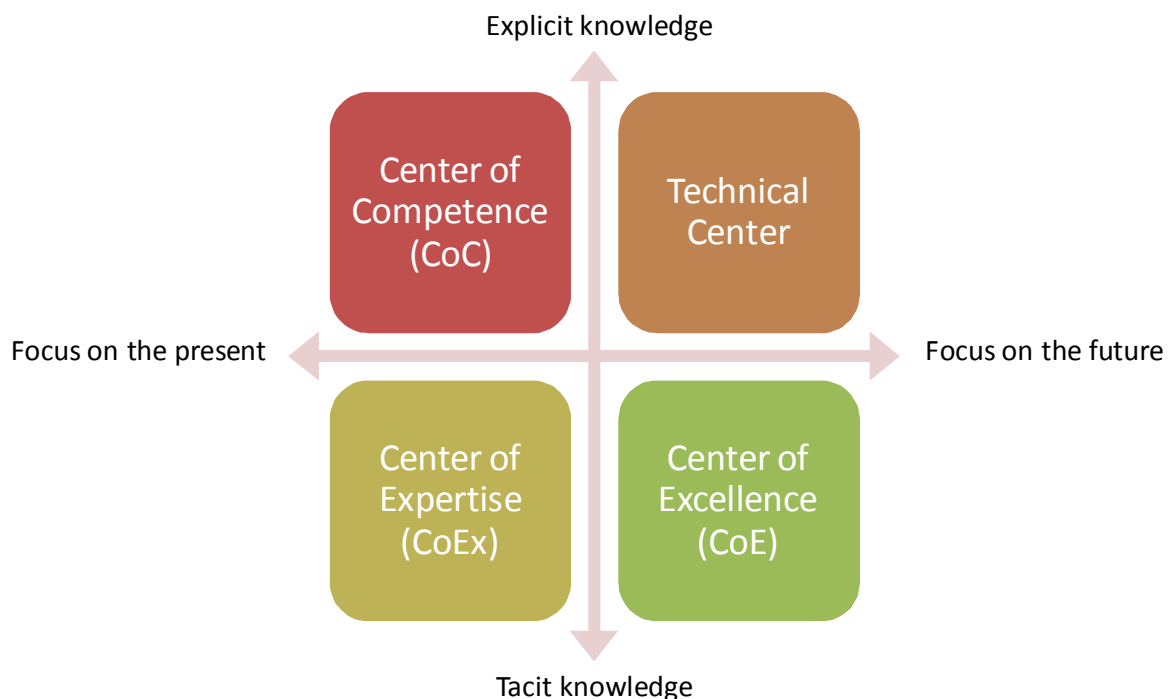 Explicit knowledge
Center of
Competence
(CoC)
Technical
Center
Focus on the present
Focus on the future
Center of
Expertise
(CoEx)
Center of
Excellence
(CoE)
Tacit knowledge